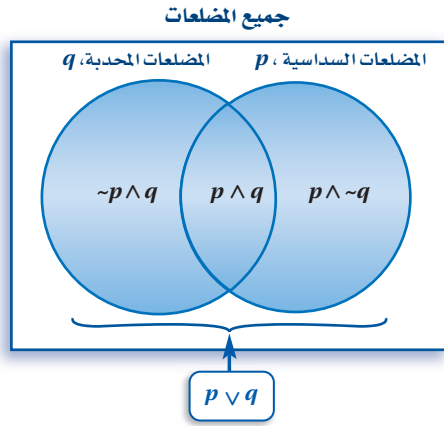 جميع المضلعات
المضلعات السداسية ، p
المضلعات المحدبة، q
~p ∧ q
p ∧ q
p ∧ ~q
p ∨ q